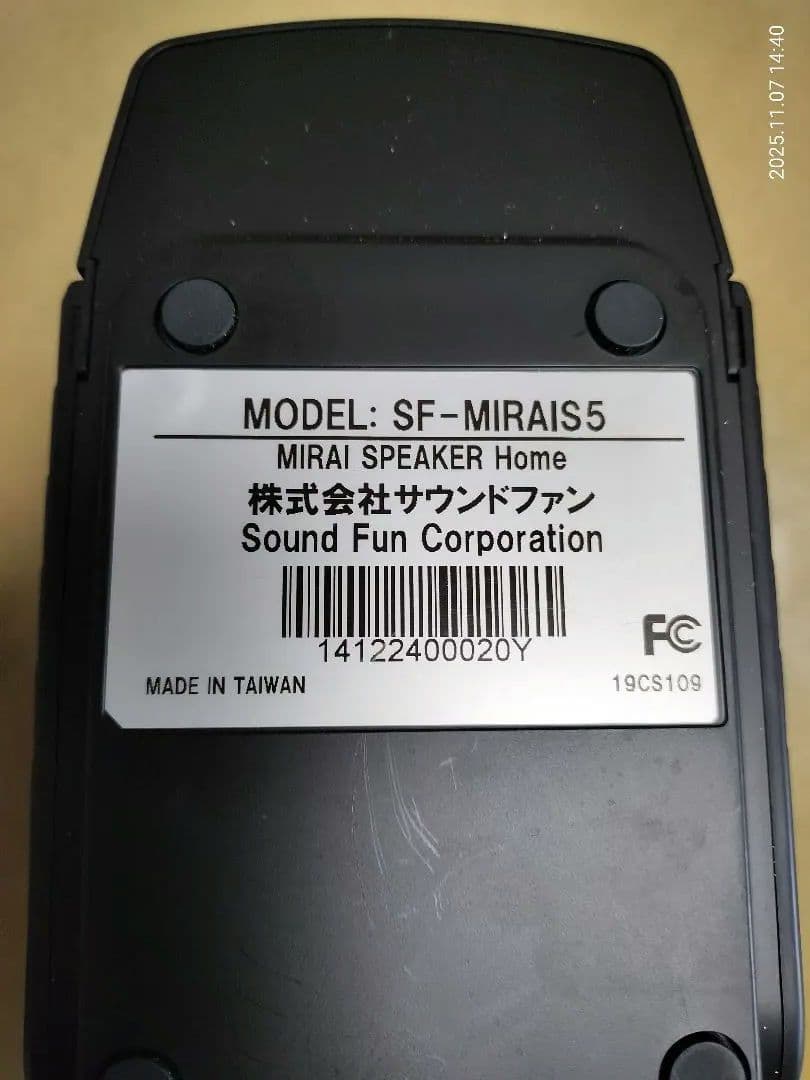 2025.11.07 14:40
MODEL: SF-MIRAIS5
MIRAI SPEAKER Home
株式会社サウンドファン
Sound Fun Corporation
14122400020Y
FC
MADE IN TAIWAN
19CS109